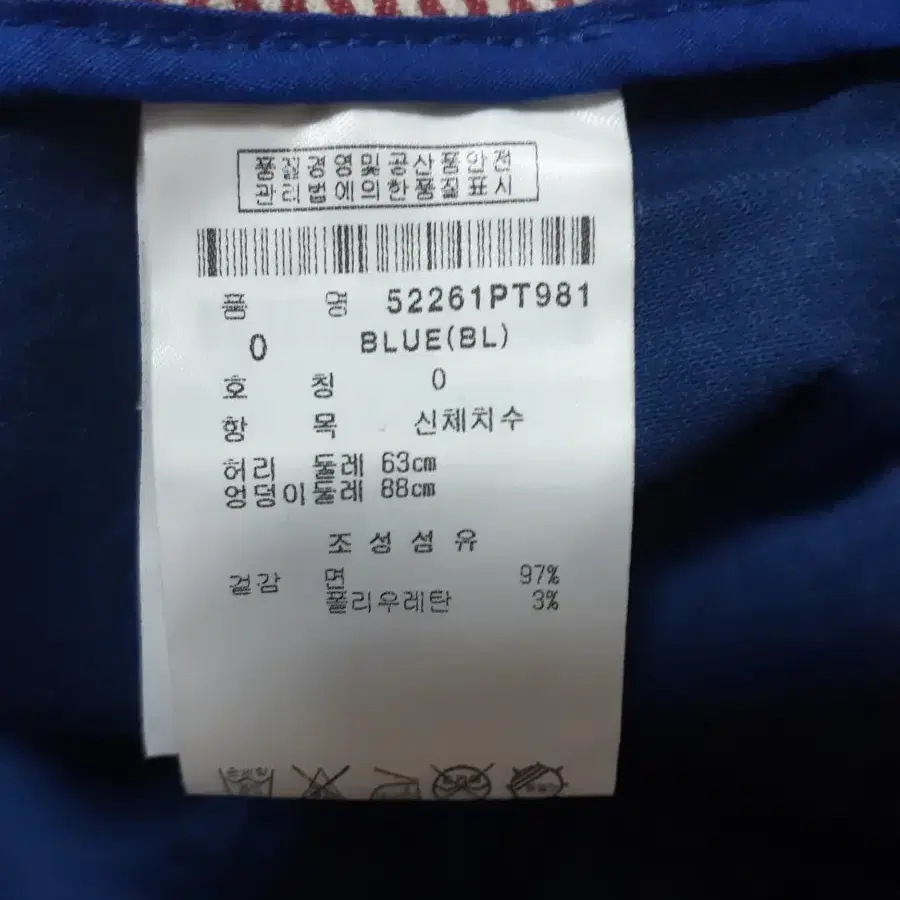 품질경영및공산품안전
관리법에의한품질표시
품 명 52261PT981
0 BLUE(BL)
호 칭 0
항 목 신체치수
허리 둘레 63cm
엉덩이둘레 88cm
조성섬유
겉감 면 97%
폴리우레탄 3%